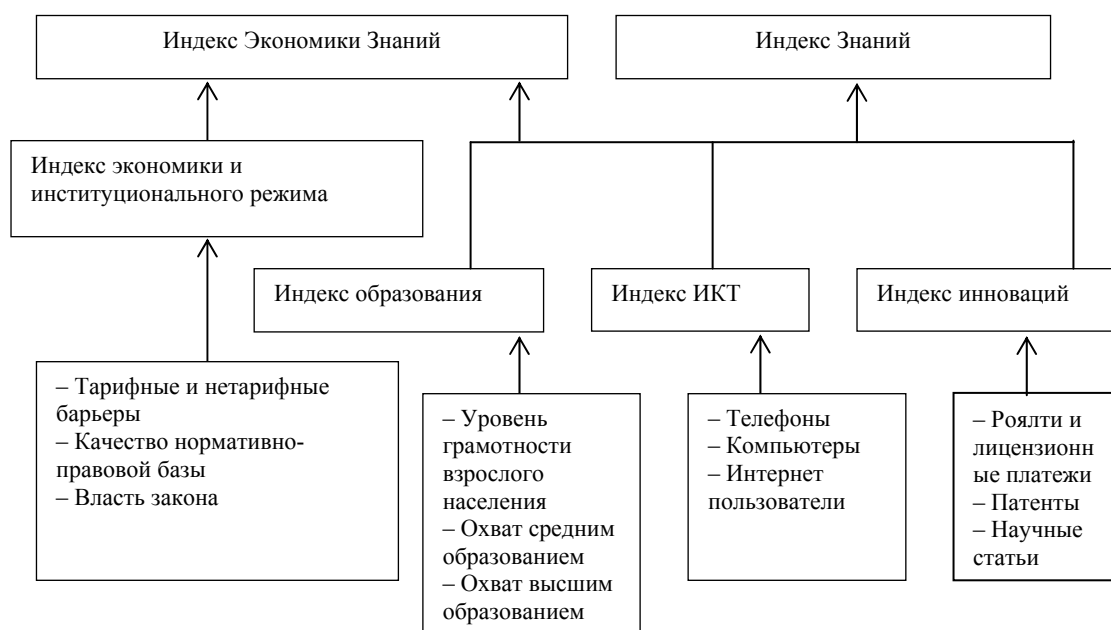 Индекс Экономики Знаний
Индекс Знаний
Индекс экономики и
институционального режима
Индекс образования
Индекс ИКТ
Индекс инноваций
– Тарифные и нетарифные
барьеры
– Качество нормативно-
правовой базы
– Власть закона
– Уровень
грамотности
взрослого
населения
– Охват средним
образованием
– Охват высшим
образованием
– Телефоны
– Компьютеры
– Интернет
пользователи
– Роялти и
лицензионн
ые платежи
– Патенты
– Научные
статьи